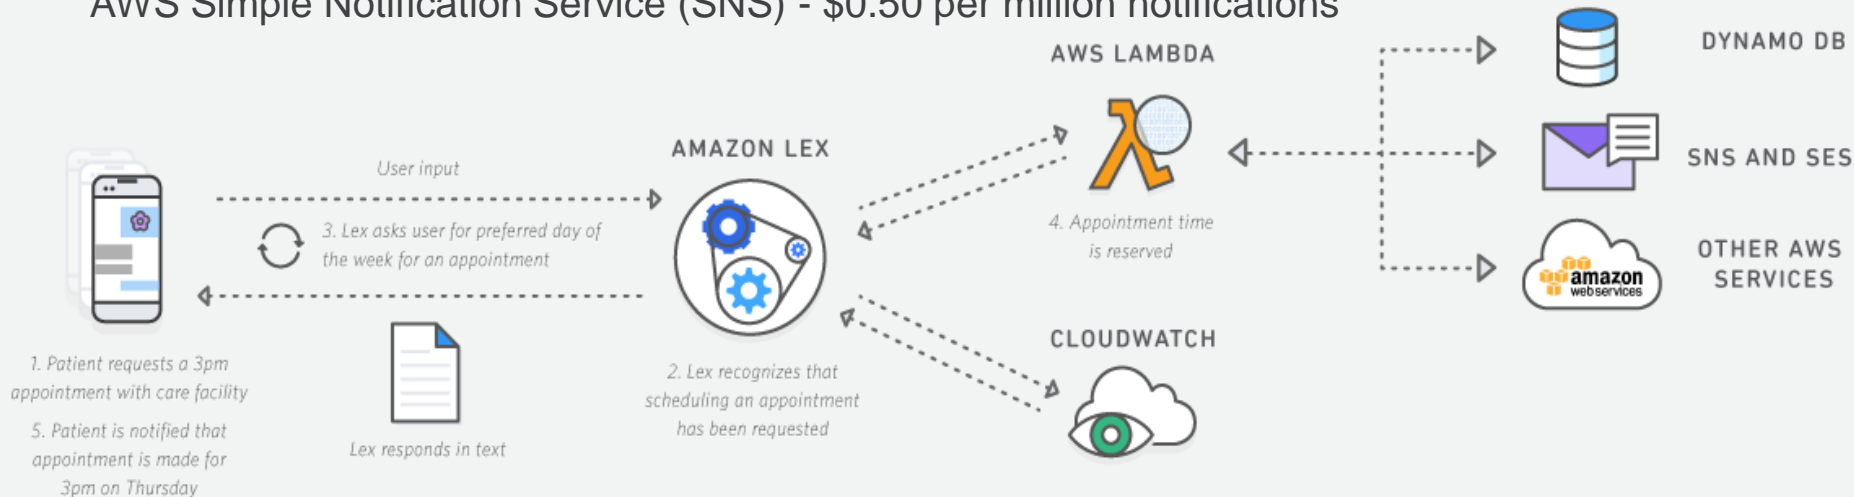 AWS Simple Notification Service (SNS) - $0.50 per million notifications
AWS LAMBDA
DYNAMO DB
AMAZON LEX
User input
SNS AND SES
3. Lex asks user for preferred day of
the week for an appointment
4. Appointment time
is reserved
OTHER AWS
SERVICES
amazon
webservices
CLOUDWATCH
1. Patient requests a 3pm
appointment with care facility
2. Lex recognizes that
scheduling an appointment
has been requested
5. Patient is notified that
appointment is made for
3pm on Thursday
Lex responds in text